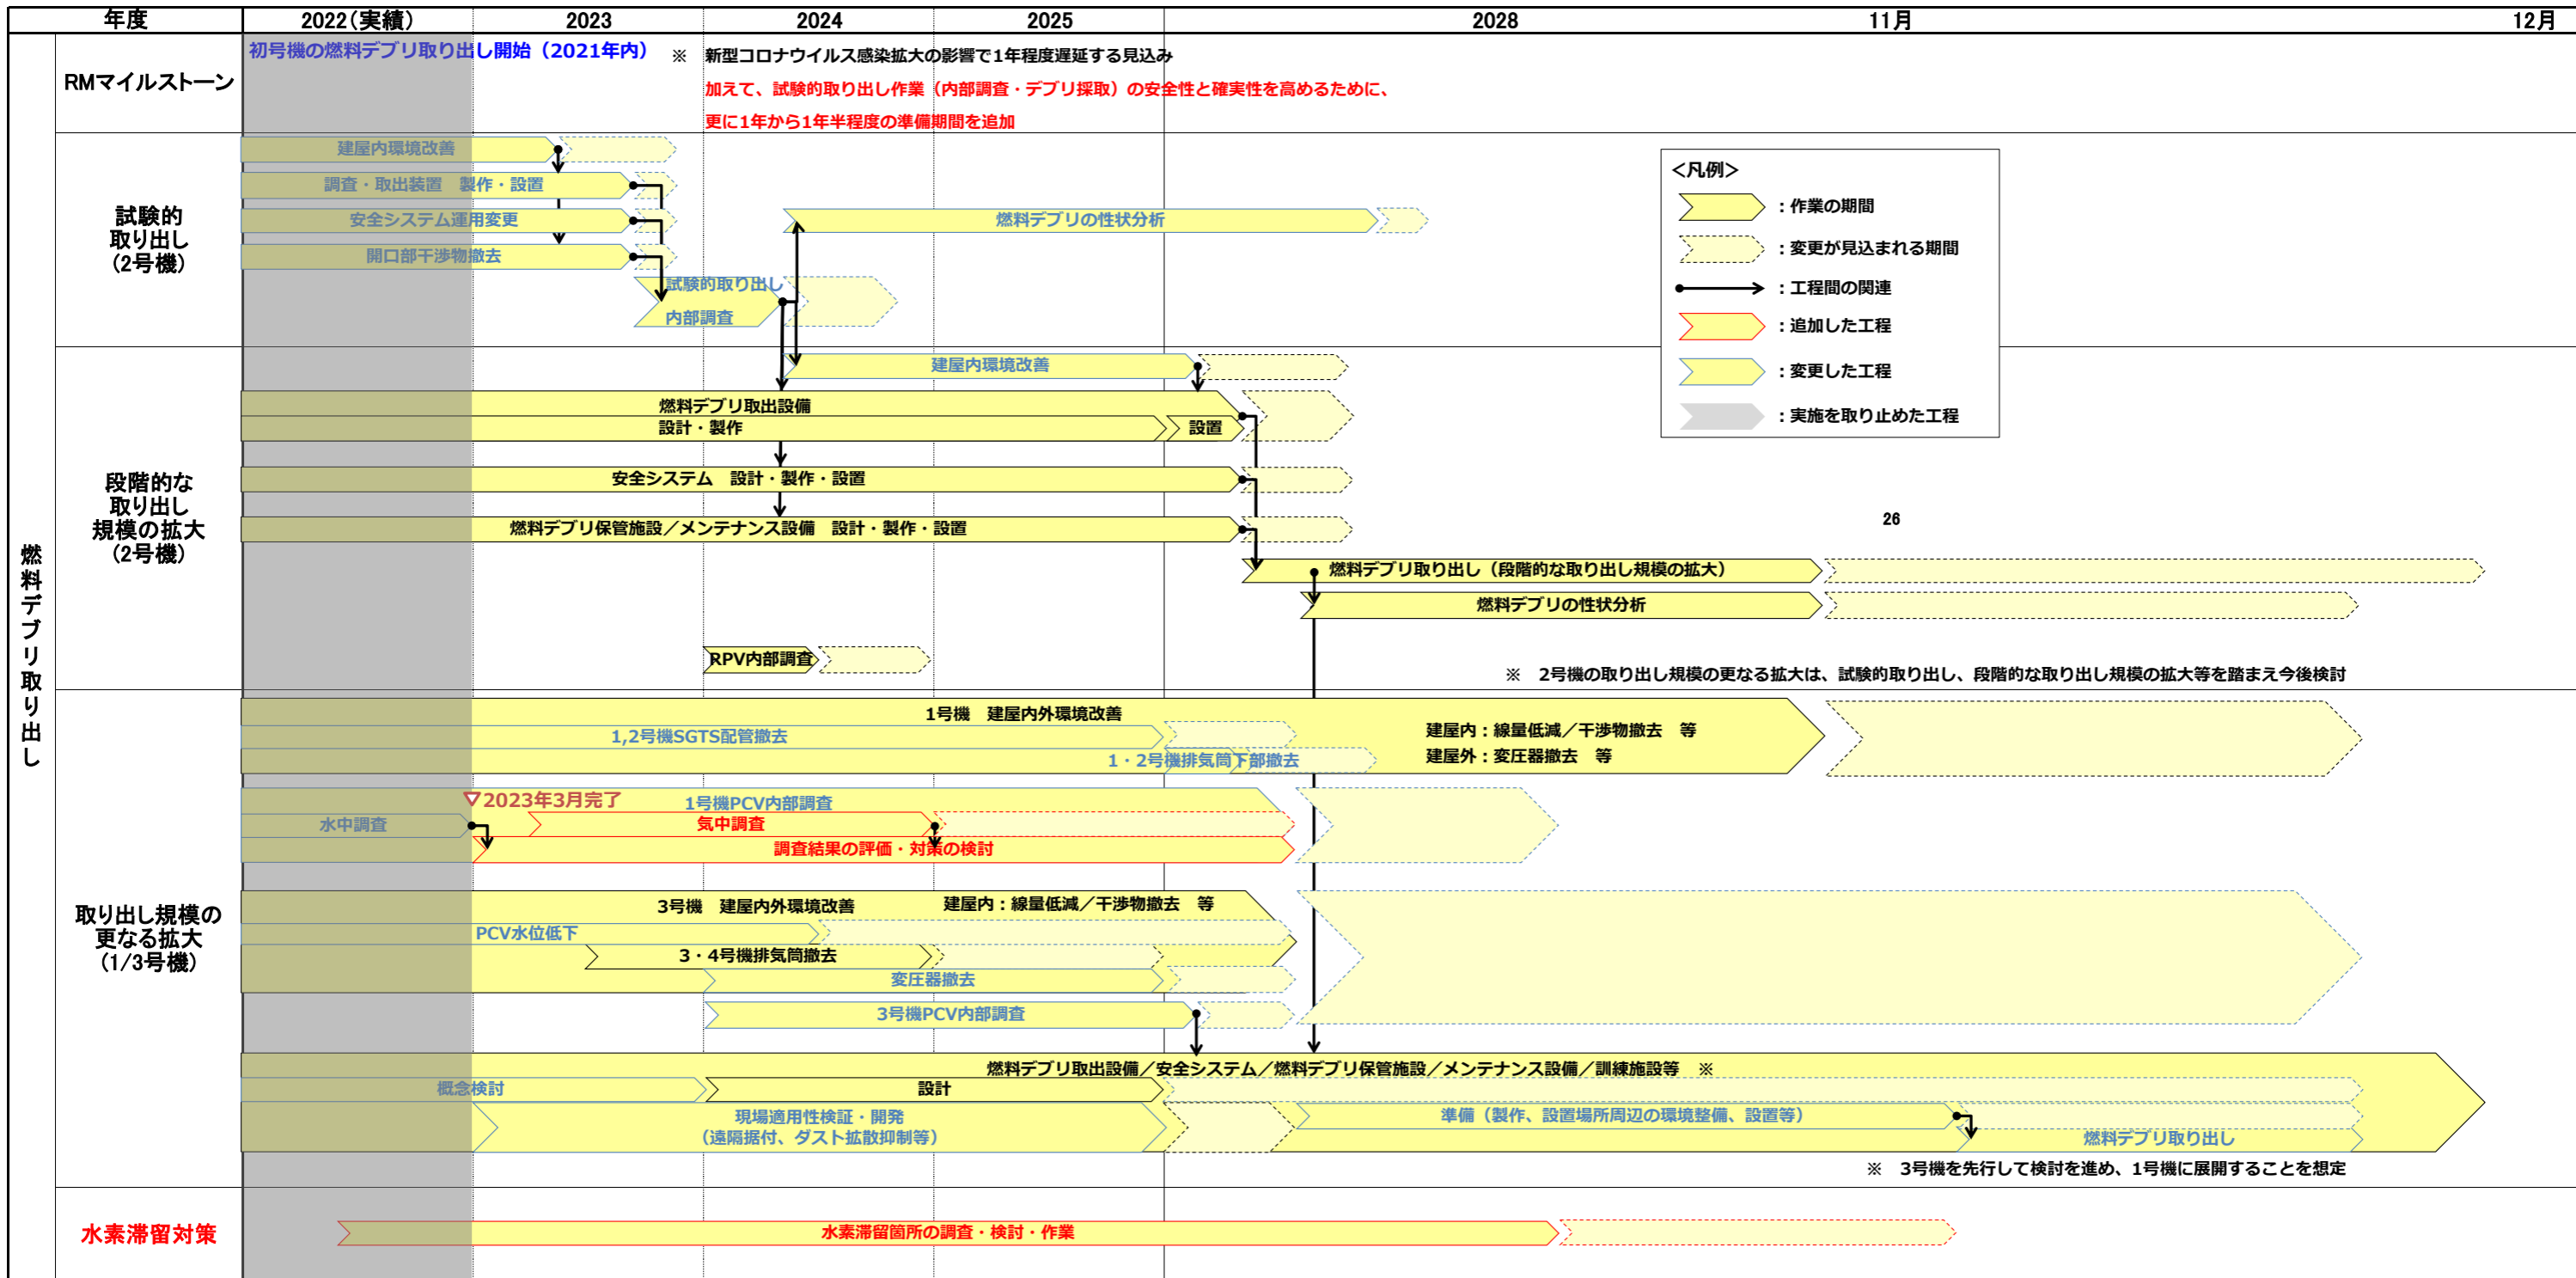 年度
2022（実績）
2023
2024
2025
2028
11月
12月
燃料デブリ取り出し
RMマイルストーン
初号機の燃料デブリ取り出し開始（2021年内）
※　新型コロナウイルス感染拡大の影響で1年程度遅延する見込み
加えて、試験的取り出し作業（内部調査・デブリ採取）の安全性と確実性を高めるために、
更に1年から1年半程度の準備期間を追加
試験的
取り出し
（2号機）
建屋内環境改善
調査・取出装置　製作・設置
安全システム運用変更
開口部干渉物撤去
燃料デブリの性状分析
試験的取り出し
内部調査
＜凡例＞
：作業の期間
：変更が見込まれる期間
：工程間の関連
：追加した工程
：変更した工程
：実施を取り止めた工程
段階的な
取り出し
規模の拡大
（2号機）
建屋内環境改善
燃料デブリ取出設備
設計・製作
設置
安全システム　設計・製作・設置
燃料デブリ保管施設／メンテナンス設備　設計・製作・設置
26
燃料デブリ取り出し（段階的な取り出し規模の拡大）
燃料デブリの性状分析
RPV内部調査
※　2号機の取り出し規模の更なる拡大は、試験的取り出し、段階的な取り出し規模の拡大等を踏まえ今後検討
取り出し規模の
更なる拡大
（1/3号機）
1号機　建屋内外環境改善
1,2号機SGTS配管撤去
建屋内：線量低減／干渉物撤去　等
1・2号機排気筒下部撤去
建屋外：変圧器撤去　等
▽2023年3月完了
1号機PCV内部調査
水中調査
気中調査
調査結果の評価・対策の検討
3号機　建屋内外環境改善
建屋内：線量低減／干渉物撤去　等
PCV水位低下
3・4号機排気筒撤去
変圧器撤去
3号機PCV内部調査
燃料デブリ取出設備／安全システム／燃料デブリ保管施設／メンテナンス設備／訓練施設等　※
概念検討
設計
現場適用性検証・開発
（遠隔据付、ダスト拡散抑制等）
準備（製作、設置場所周辺の環境整備、設置等）
燃料デブリ取り出し
※　3号機を先行して検討を進め、1号機に展開することを想定
水素滞留対策
水素滞留箇所の調査・検討・作業